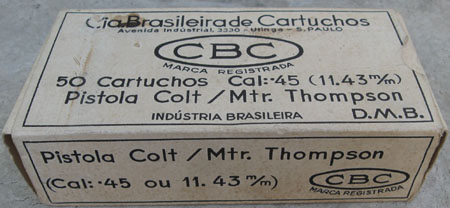 Cia.Brasileira de Cartuchos
Avenida Industrial, 3330 - Utinga - S.PAULO
CBC
MARCA REGISTRADA
50 Cartuchos Cal:·45 (11.43 m/m)
Pistola Colt / Mtr. Thompson
INDÚSTRIA BRASILEIRA D.M.B.
Pistola Colt / Mtr. Thompson
(Cal:·45 ou 11.43 m/m)
CBC
MARCA REGISTRADA